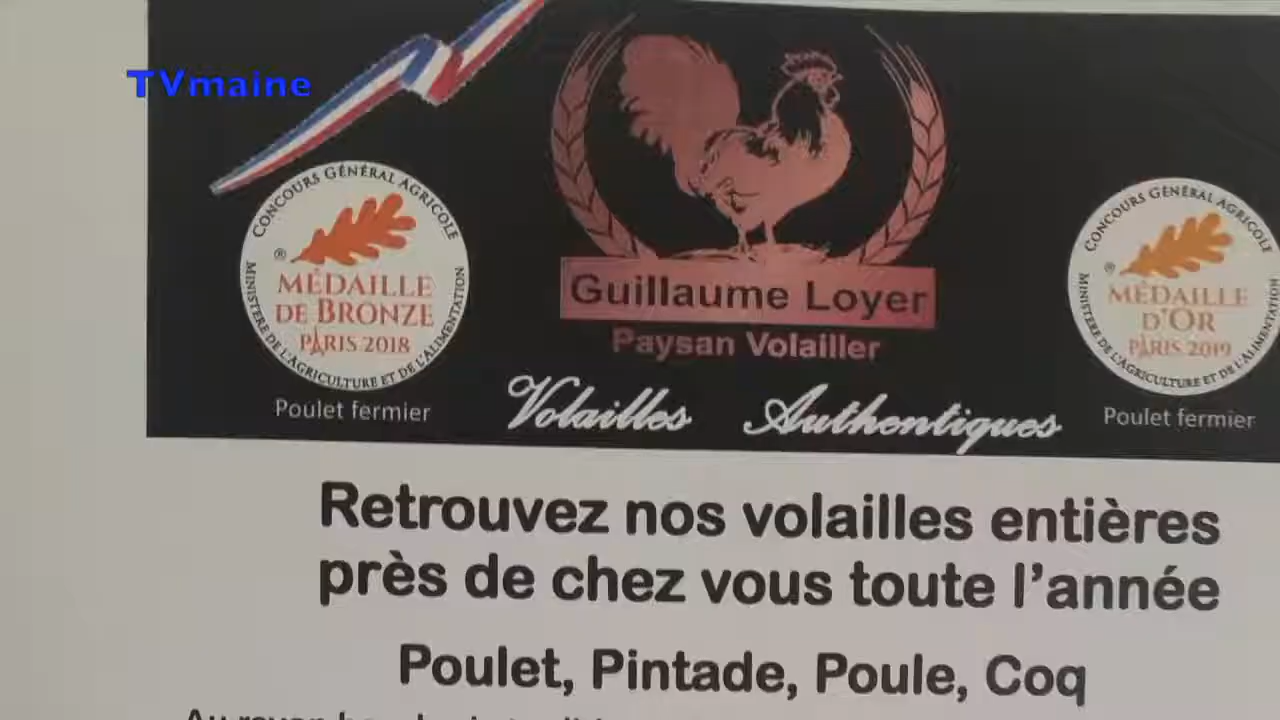 TVmaine
CONCOURS GÉNÉRAL AGRICOLE
MÉDAILLE
DE BRONZE
PARIS 2018
MINISTÈRE DE L'AGRICULTURE ET DE L'ALIMENTATION
Poulet fermier
Guillaume Loyer
Paysan Volailler
Volailles Authentiques
CONCOURS GÉNÉRAL AGRICOLE
MÉDAILLE
D'OR
PARIS 2019
MINISTÈRE DE L'AGRICULTURE ET DE L'ALIMENTATION
Poulet fermier
Retrouvez nos volailles entières
près de chez vous toute l'année
Poulet, Pintade, Poule, Coq